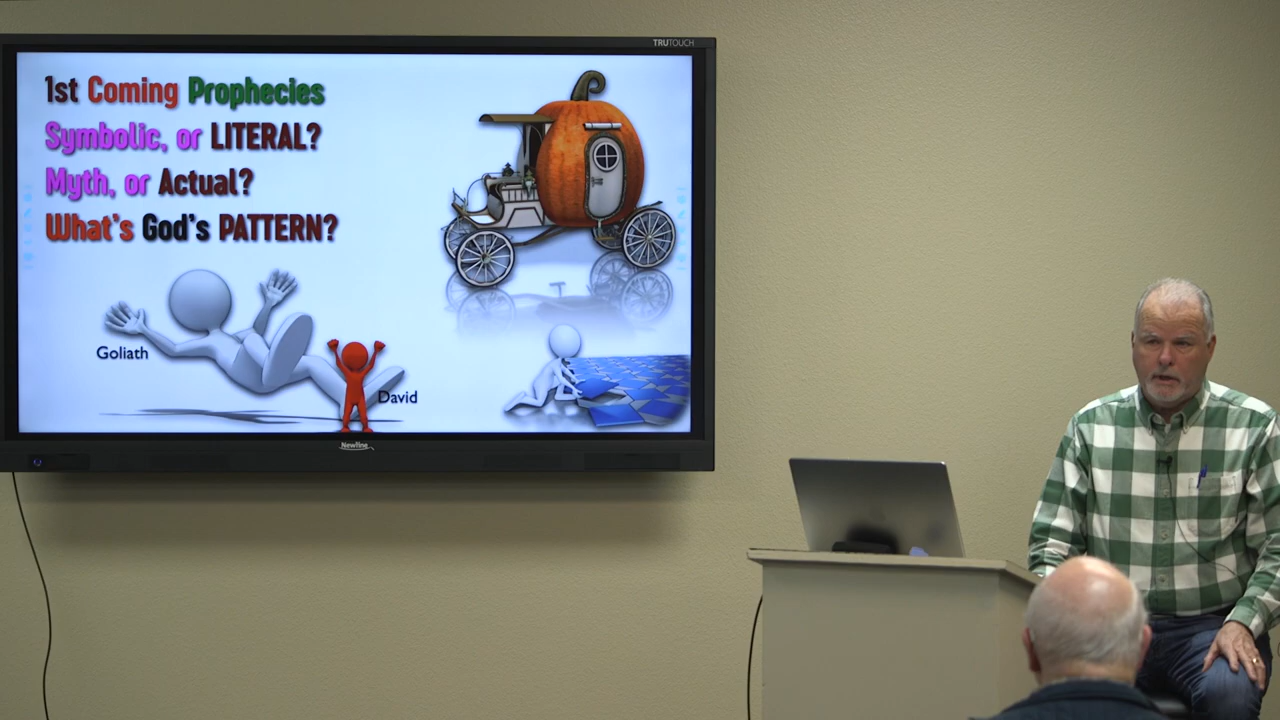 TRUTOUCH
1st Coming Prophecies
Symbolic, or LITERAL?
Myth, or Actual?
What's God's PATTERN?
Goliath
David
Newline